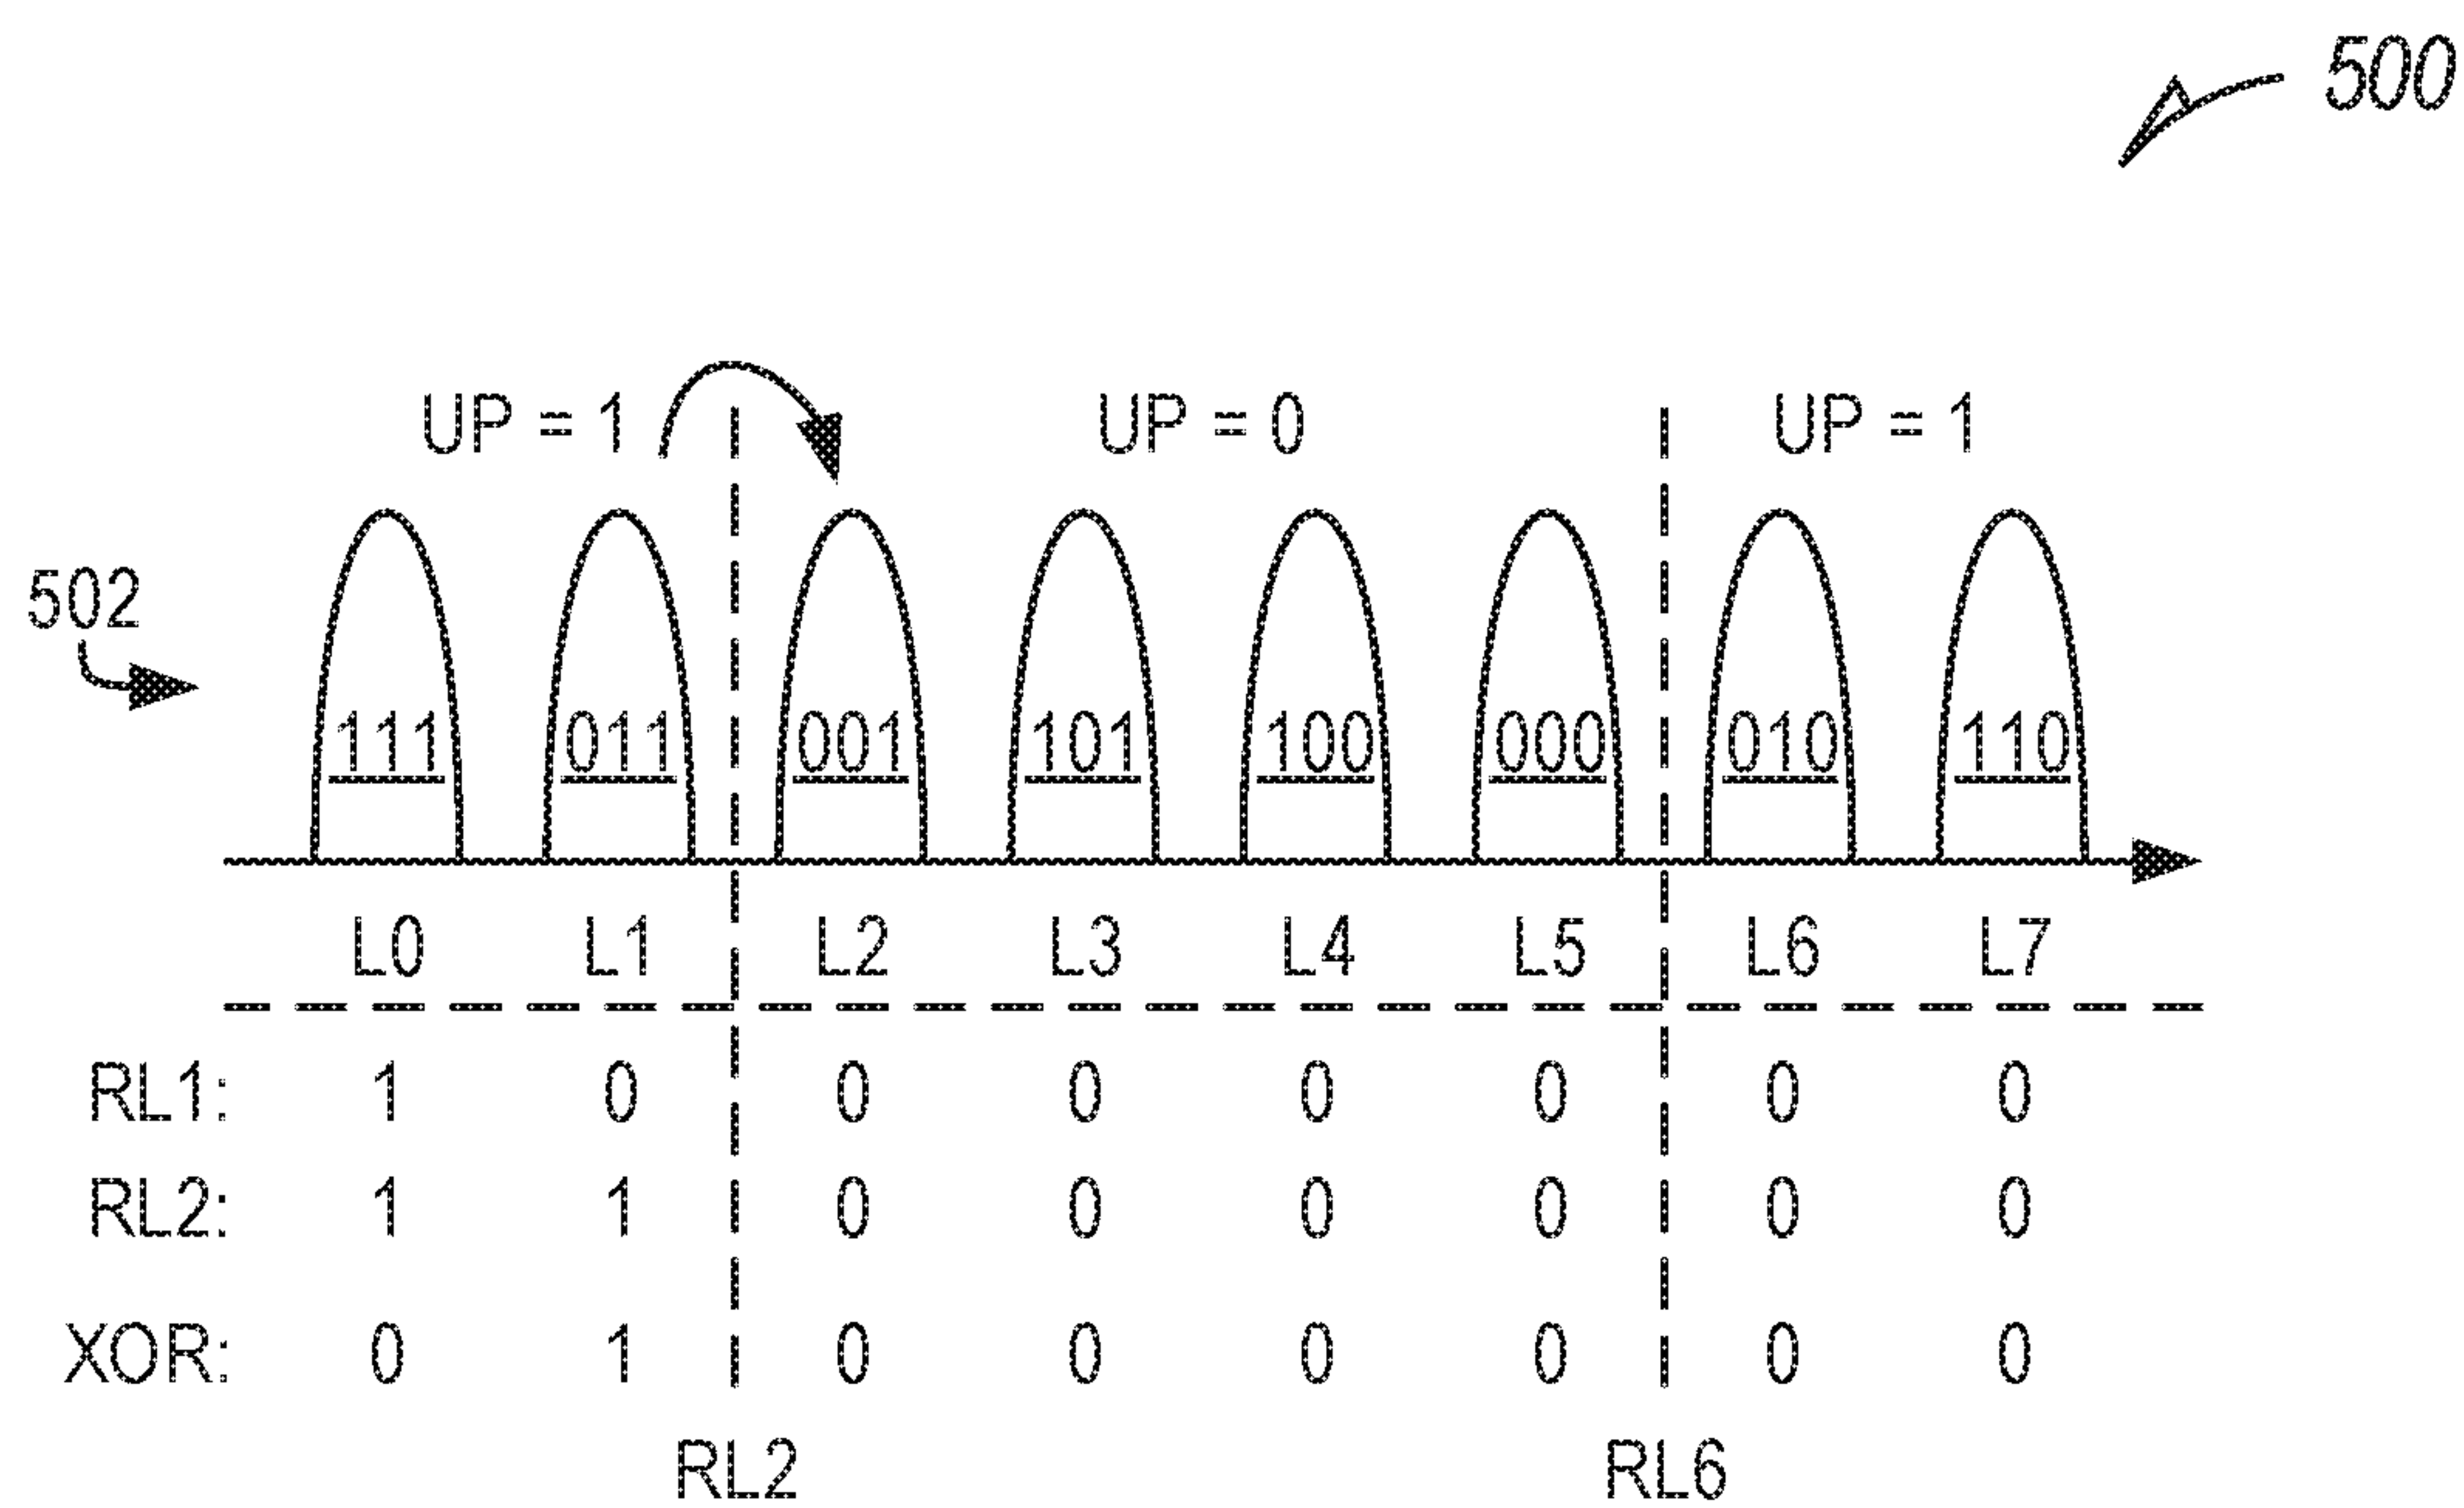 500
UP = 1 UP = 0 UP = 1
502
111 011 001 101 100 000 010 110
L0 L1 L2 L3 L4 L5 L6 L7
RL1: 1 0 0 0 0 0 0 0
RL2: 1 1 0 0 0 0 0 0
XOR: 0 1 0 0 0 0 0 0
RL2 RL6